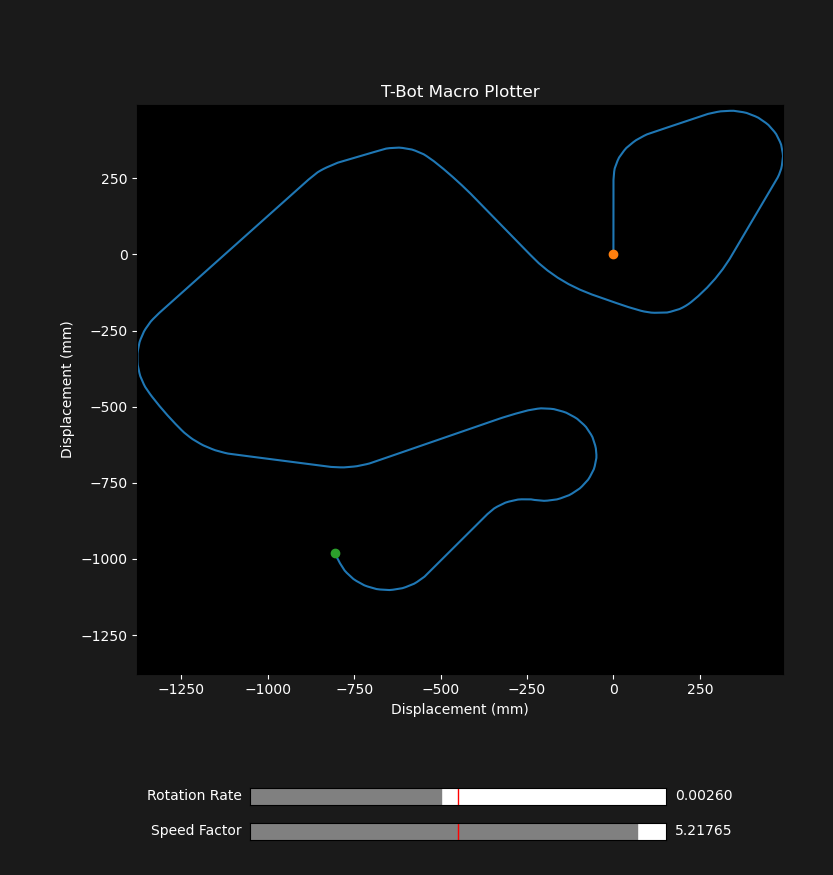 T-Bot Macro Plotter
Displacement (mm)
250
0
−250
−500
−750
−1000
−1250
−1250 −1000 −750 −500 −250 0 250
Displacement (mm)
Rotation Rate 0.00260
Speed Factor 5.21765